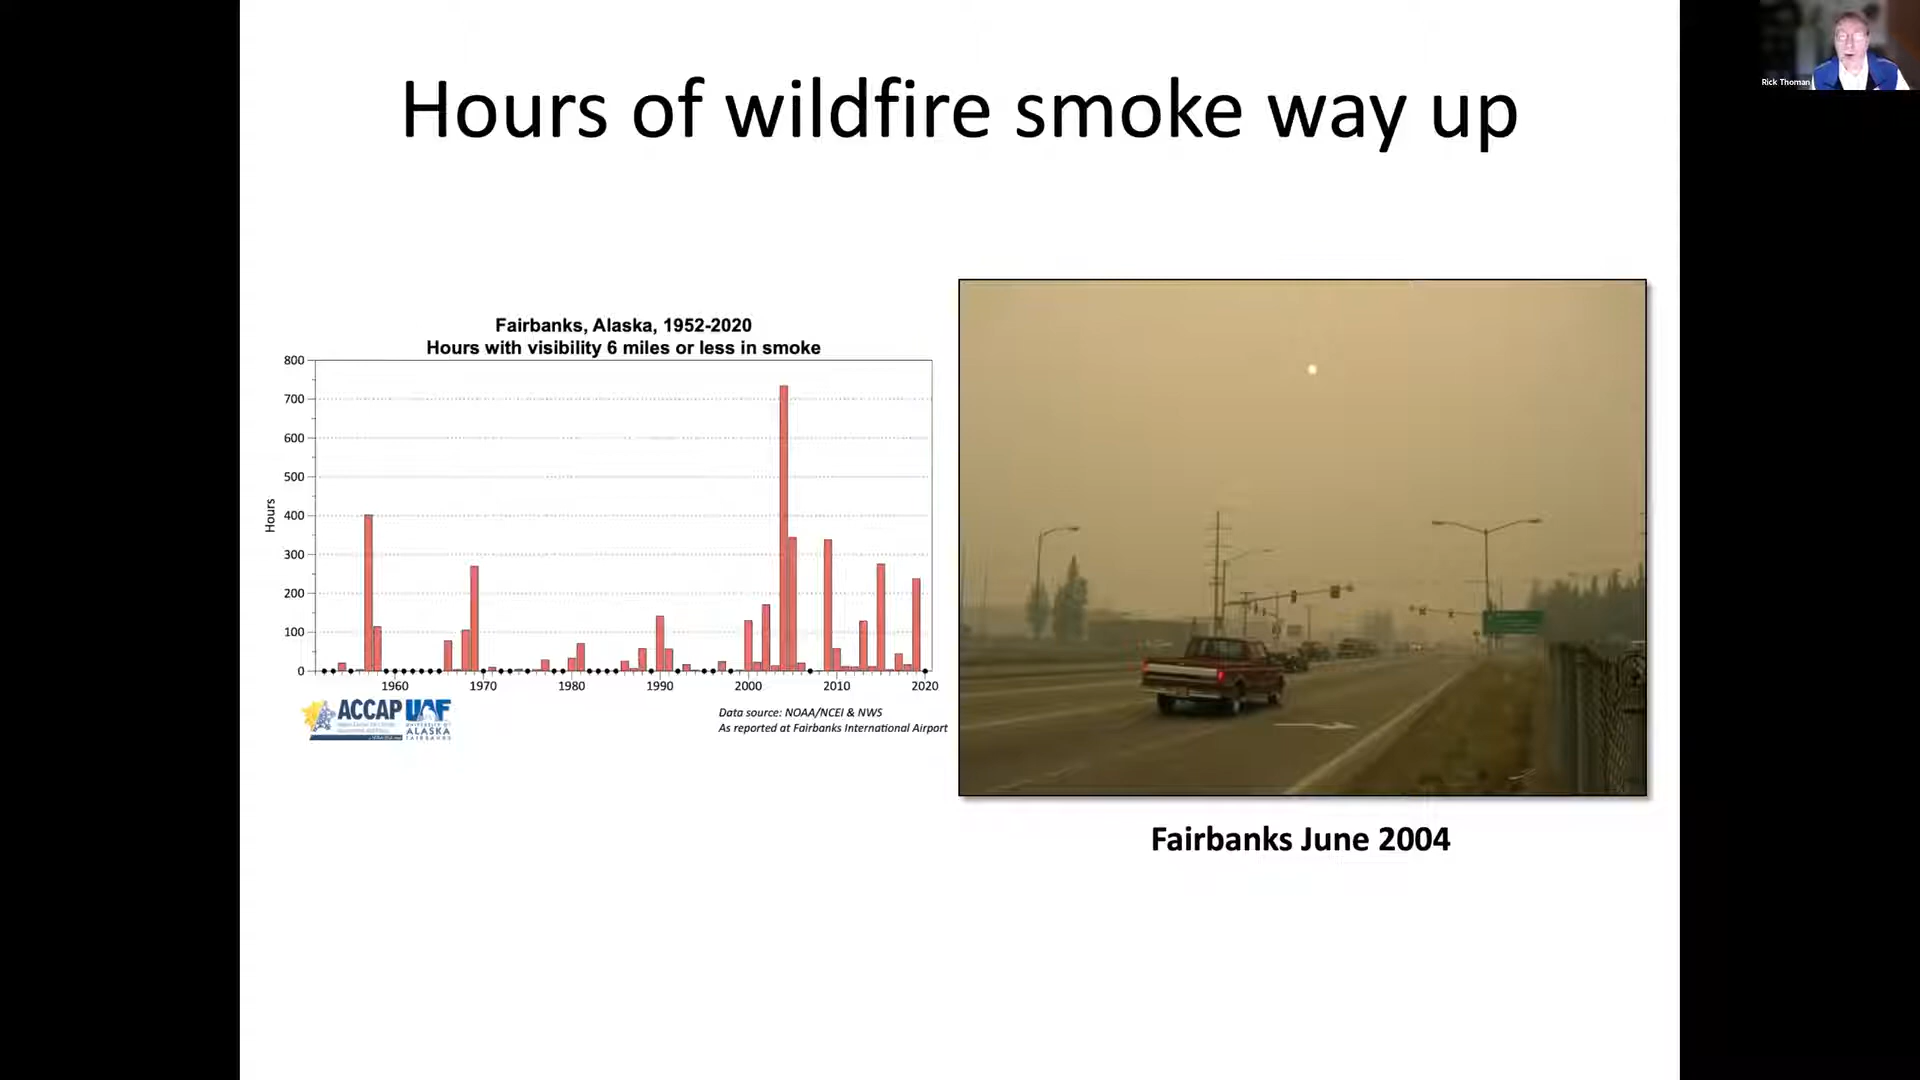 Hours of wildfire smoke way up
Rick Thoman
Fairbanks, Alaska, 1952-2020
Hours with visibility 6 miles or less in smoke
Hours
800
700
600
500
400
300
200
100
0
1960 1970 1980 1990 2000 2010 2020
ACCAP UAF
UNIVERSITY OF
ALASKA
FAIRBANKS
Data source: NOAA/NCEI & NWS
As reported at Fairbanks International Airport
Fairbanks June 2004